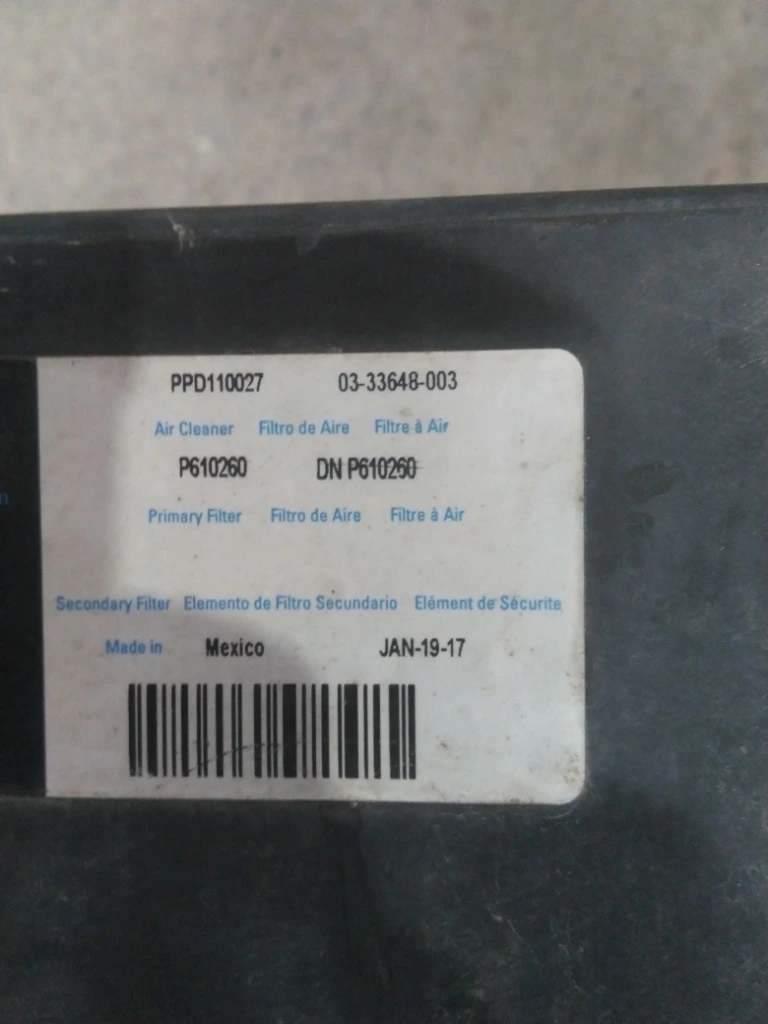 PPD110027 03-33648-003
Air Cleaner Filtro de Aire Filtre à Air
P610260 DN P610260
Primary Filter Filtro de Aire Filtre à Air
Secondary Filter Elemento de Filtro Secundario Elément de Sécurite
Made in Mexico JAN-19-17